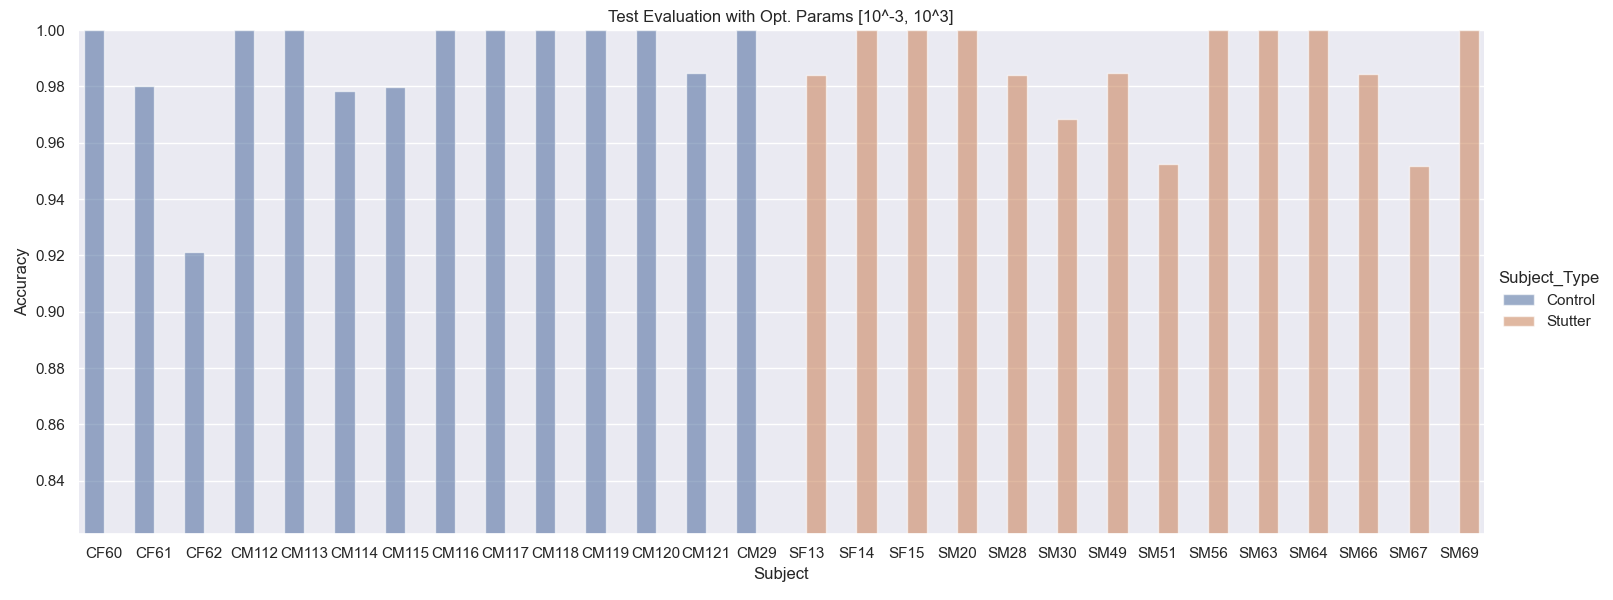 Test Evaluation with Opt. Params [10^-3, 10^3]
1.00
0.98
0.96
0.94
0.92
0.90
0.88
0.86
0.84
Accuracy
CF60 CF61 CF62 CM112 CM113 CM114 CM115 CM116 CM117 CM118 CM119 CM120 CM121 CM29 SF13 SF14 SF15 SM20 SM28 SM30 SM49 SM51 SM56 SM63 SM64 SM66 SM67 SM69
Subject
Subject_Type
Control
Stutter